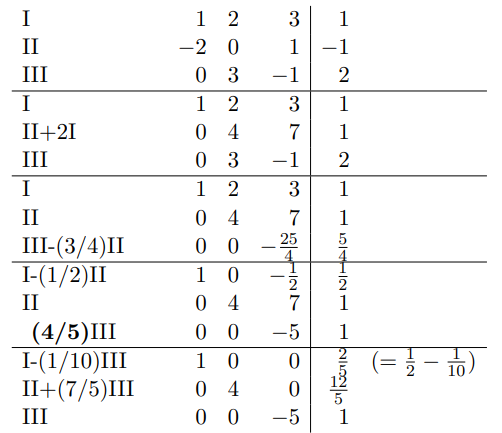 I 1 2 3 1
II −2 0 1 −1
III 0 3 −1 2
I 1 2 3 1
II+2I 0 4 7 1
III 0 3 −1 2
I 1 2 3 1
II 0 4 7 1
III-(3/4)II 0 0 −25/4 5/4
I-(1/2)II 1 0 −1/2 1/2
II 0 4 7 1
(4/5)III 0 0 −5 1
I-(1/10)III 1 0 0 2/5 (= 1/2 − 1/10)
II+(7/5)III 0 4 0 12/5
III 0 0 −5 1